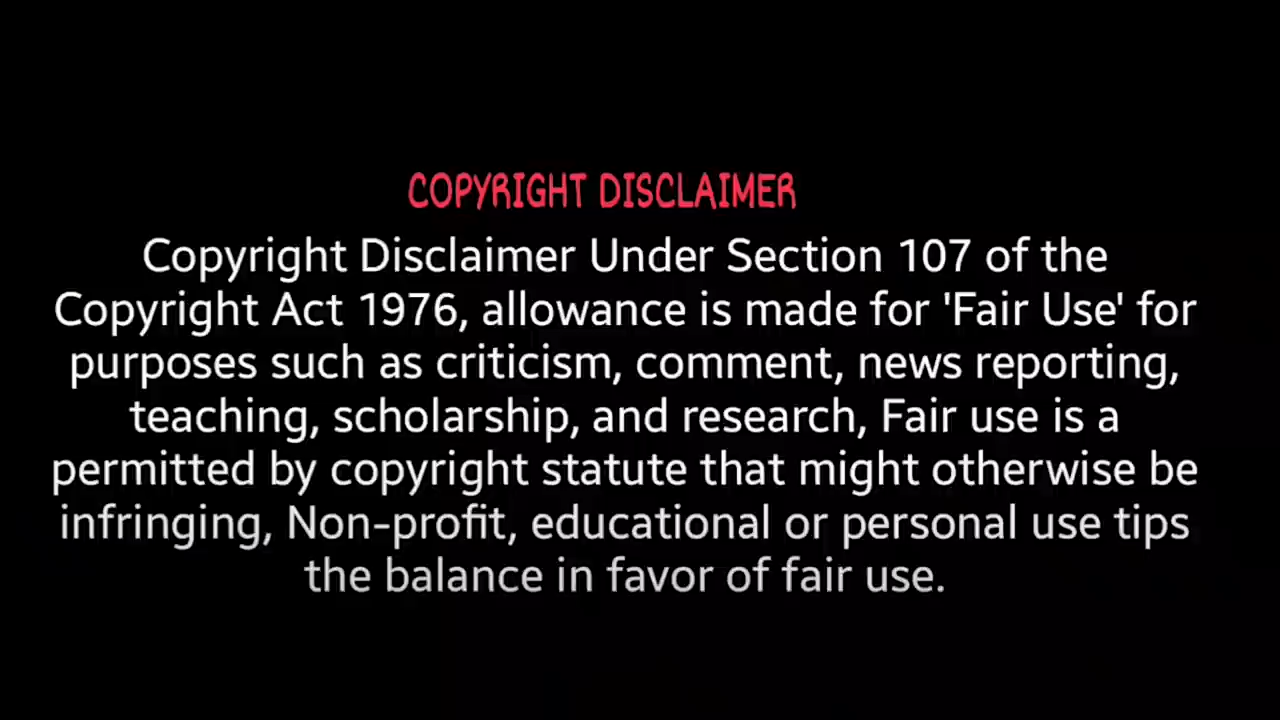 COPYRIGHT DISCLAIMER
Copyright Disclaimer Under Section 107 of the
Copyright Act 1976, allowance is made for 'Fair Use' for
purposes such as criticism, comment, news reporting,
teaching, scholarship, and research, Fair use is a
permitted by copyright statute that might otherwise be
infringing, Non-profit, educational or personal use tips
the balance in favor of fair use.